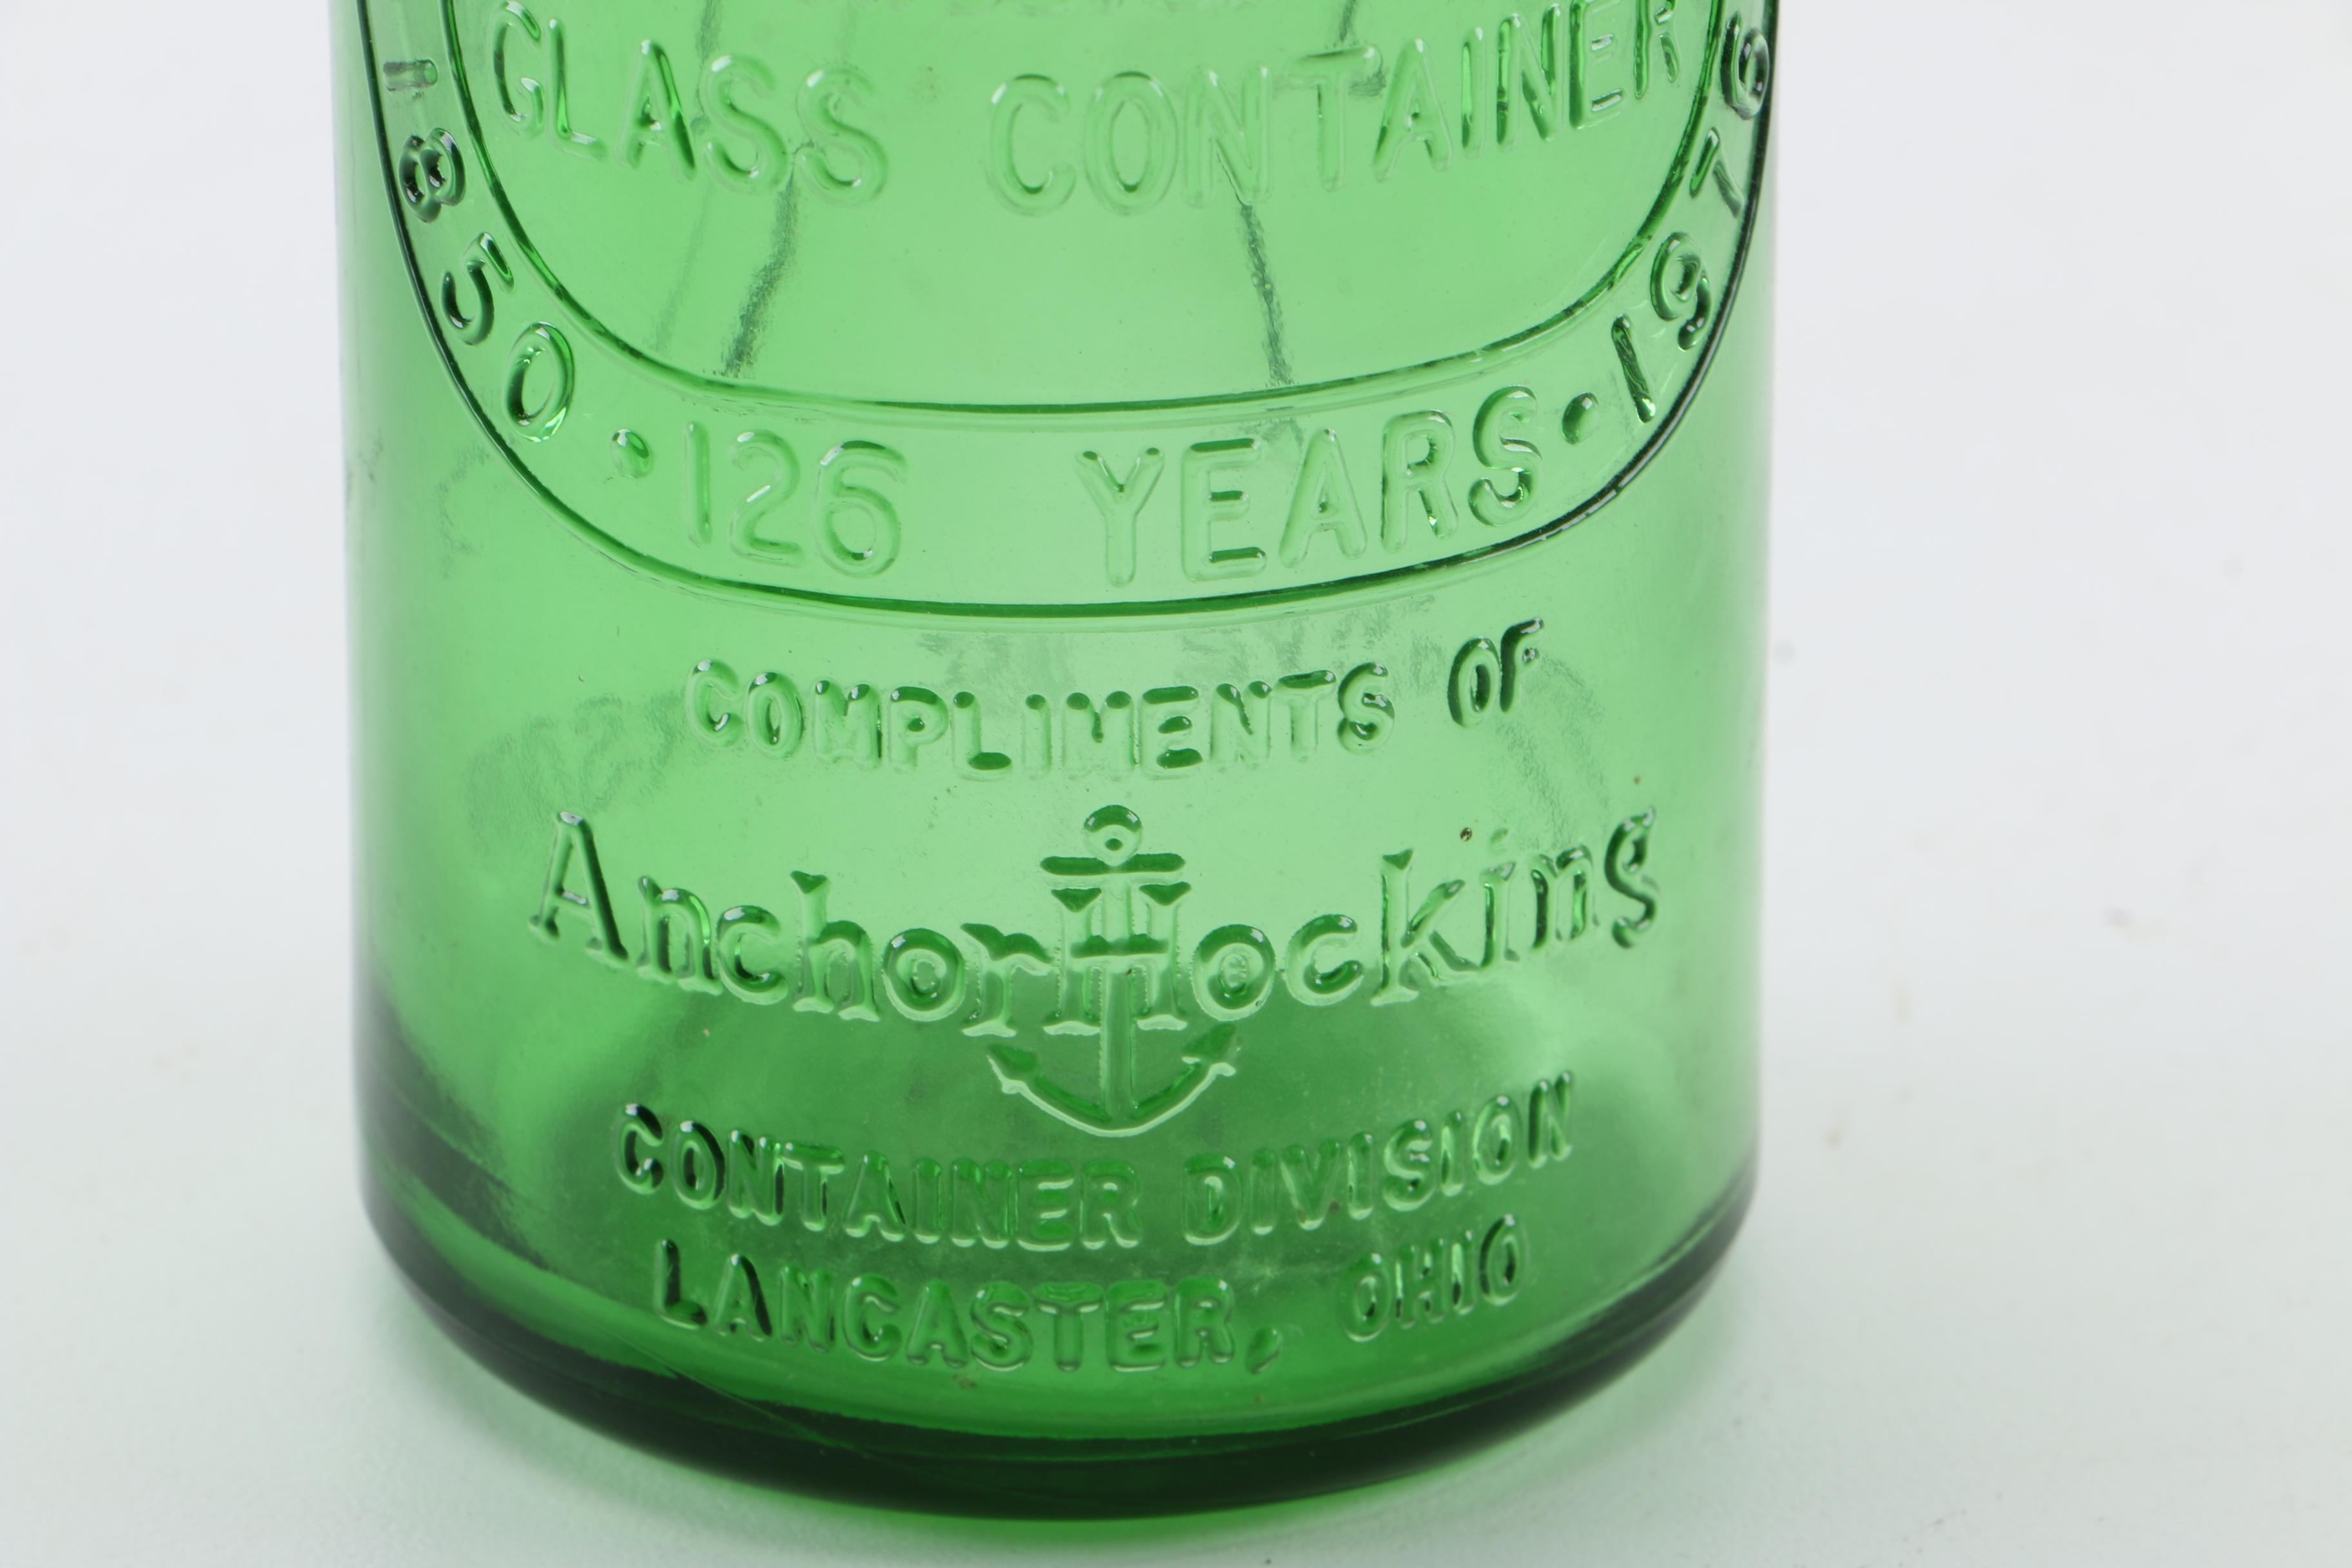 GLASS CONTAINER
1850 • 126 YEARS • 1976
COMPLIMENTS OF
AnchorHocking
CONTAINER DIVISION
LANCASTER, OHIO